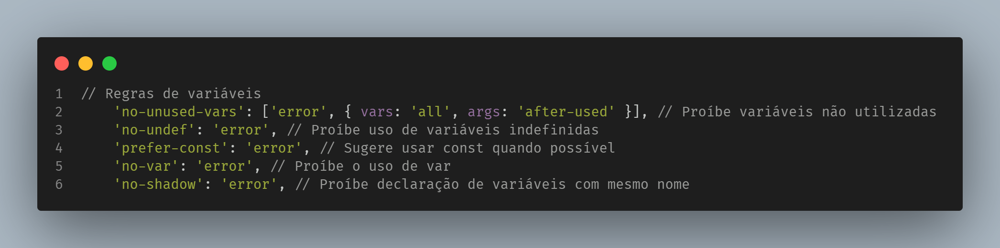 1 // Regras de variáveis
2     'no-unused-vars': ['error', { vars: 'all', args: 'after-used' }], // Proíbe variáveis não utilizadas
3     'no-undef': 'error', // Proíbe uso de variáveis indefinidas
4     'prefer-const': 'error', // Sugere usar const quando possível
5     'no-var': 'error', // Proíbe o uso de var
6     'no-shadow': 'error', // Proíbe declaração de variáveis com mesmo nome